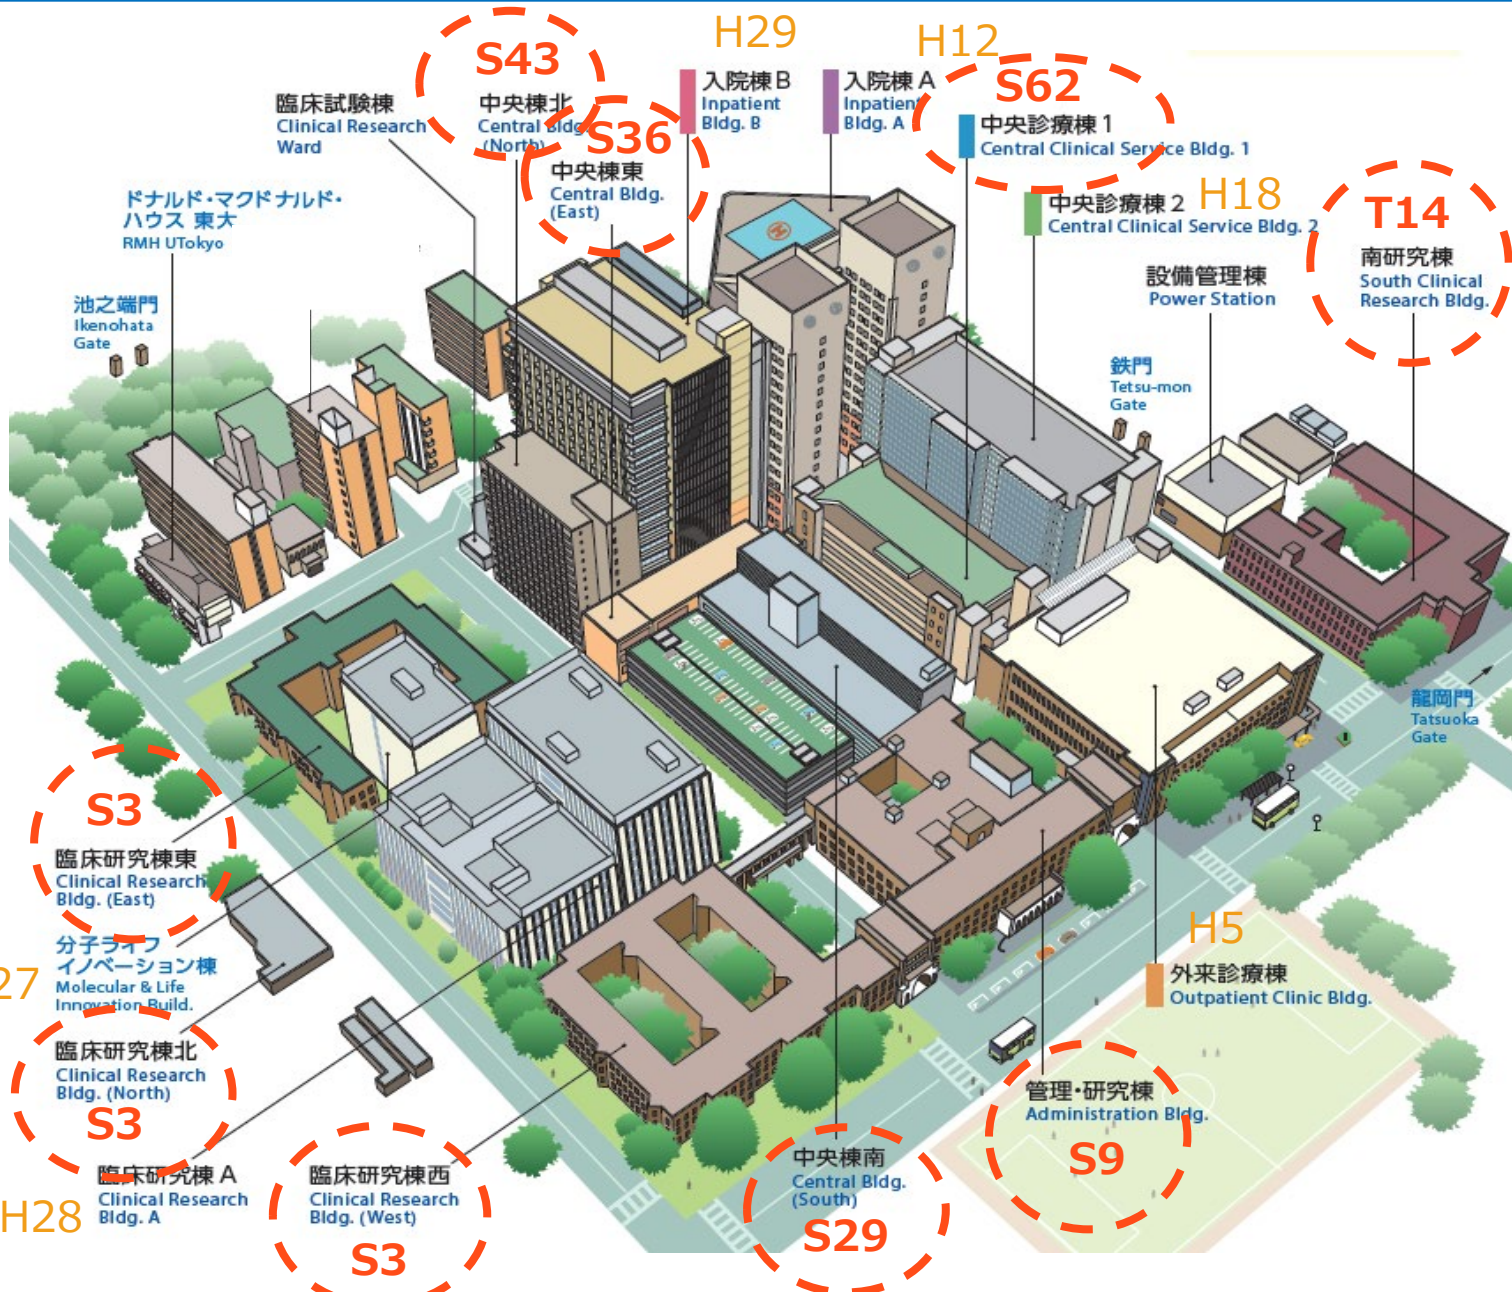 H29
H12
S43
中央棟北
Central Bldg.
(North)
臨床試験棟
Clinical Research
Ward
S36
中央棟東
Central Bldg.
(East)
入院棟B
Inpatient
Bldg. B
入院棟A
Inpatient
Bldg. A
S62
中央診療棟1
Central Clinical Service Bldg. 1
中央診療棟2
Central Clinical Service Bldg. 2
H18
T14
南研究棟
South Clinical
Research Bldg.
ドナルド・マクドナルド・
ハウス 東大
RMH UTokyo
設備管理棟
Power Station
池之端門
Ikenohata
Gate
鉄門
Tetsu-mon
Gate
H
龍岡門
Tatsuoka
Gate
S3
臨床研究棟東
Clinical Research
Bldg. (East)
分子ライフ
イノベーション棟
Molecular & Life
Innovation Build.
27
臨床研究棟北
Clinical Research
Bldg. (North)
S3
臨床研究棟A
Clinical Research
Bldg. A
H28
臨床研究棟西
Clinical Research
Bldg. (West)
S3
中央棟南
Central Bldg.
(South)
S29
管理・研究棟
Administration Bldg.
S9
H5
外来診療棟
Outpatient Clinic Bldg.